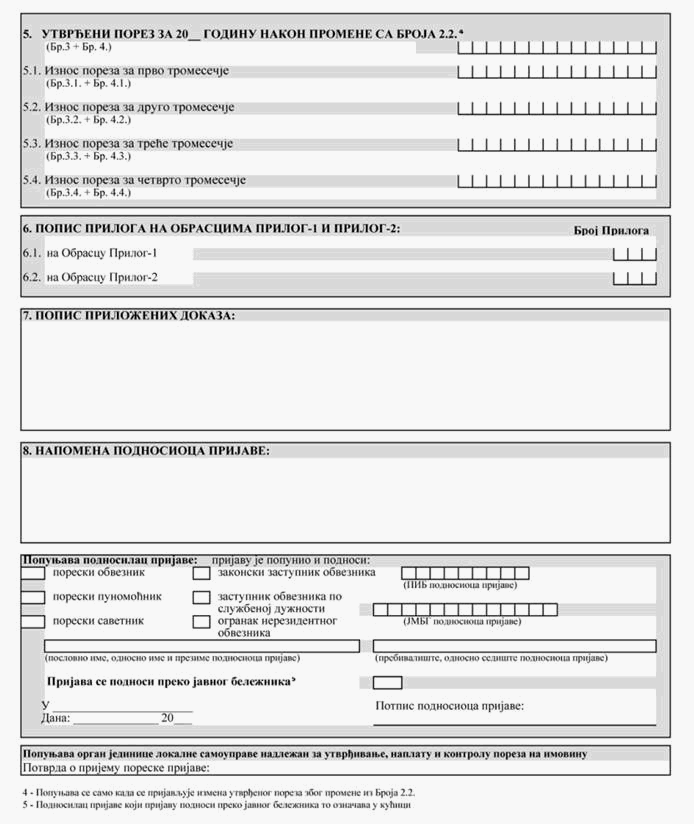 5. УТВРЂЕНИ ПОРЕЗ ЗА 20__ ГОДИНУ НАКОН ПРОМЕНЕ СА БРОЈА 2.2.⁴
(Бр.3 + Бр. 4.)
5.1. Износ пореза за прво тромесечје
(Бр.3.1. + Бр. 4.1.)
5.2. Износ пореза за друго тромесечје
(Бр.3.2. + Бр. 4.2.)
5.3. Износ пореза за треће тромесечје
(Бр.3.3. + Бр. 4.3.)
5.4. Износ пореза за четврто тромесечје
(Бр.3.4. + Бр. 4.4.)
6. ПОПИС ПРИЛОГА НА ОБРАСЦИМА ПРИЛОГ-1 И ПРИЛОГ-2: Број Прилога
6.1. на Обрасцу Прилог-1
6.2. на Обрасцу Прилог-2
7. ПОПИС ПРИЛОЖЕНИХ ДОКАЗА:
8. НАПОМЕНА ПОДНОСИОЦА ПРИЈАВЕ:
Попуњава подносилац пријаве: пријаву је попунио и подноси:
порески обвезник законски заступник обвезника
(ПИБ подносиоца пријаве)
порески пуномоћник заступник обвезника по
службеној дужности
порески саветник огранак нерезидентног (ЈМБГ подносиоца пријаве)
обвезника
(пословно име, односно име и презиме подносиоца пријаве) (пребивалиште, односно седиште подносиоца пријаве)
Пријава се подноси преко јавног бележника⁵
У ______________________ Потпис подносиоца пријаве:
Дана: _____________ 20___
Попуњава орган јединице локалне самоуправе надлежан за утврђивање, наплату и контролу пореза на имовину
Потврда о пријему пореске пријаве:
4 - Попуњава се само када се пријављује измена утврђеног пореза због промене из Броја 2.2.
5 - Подносилац пријаве који пријаву подноси преко јавног бележника то означава у кућици